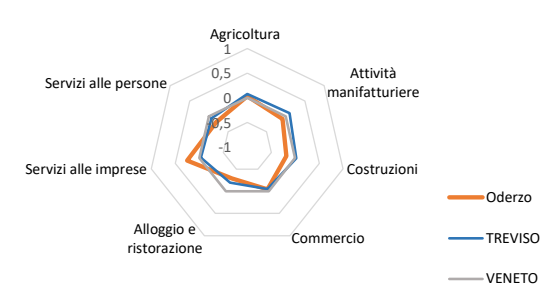 Agricoltura
1
0,5
0
-0,5
-1
Attività
manifatturiere
Costruzioni
Commercio
Alloggio e
ristorazione
Servizi alle imprese
Servizi alle persone
Oderzo
TREVISO
VENETO